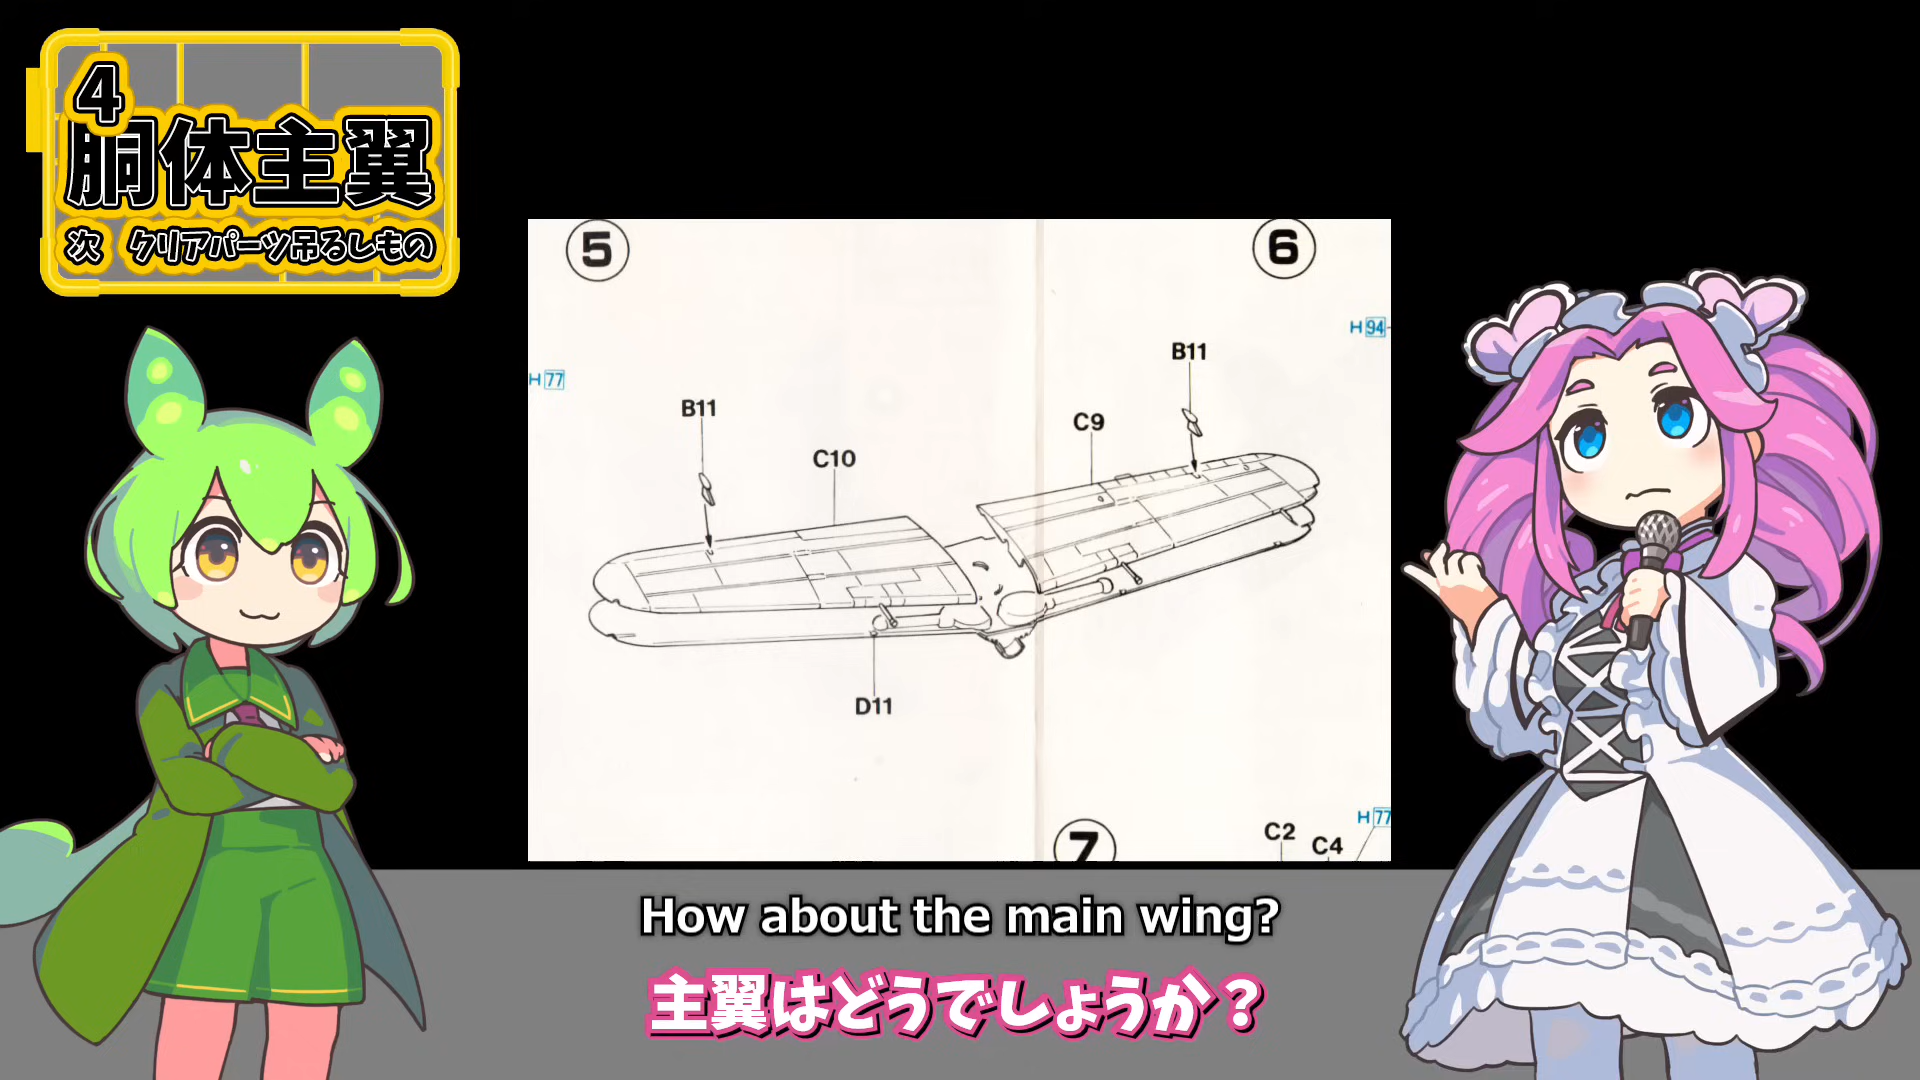 4
胴体主翼
次 クリアパーツ吊るしもの
5
6
H 94
B11
H 77
B11
C9
C10
D11
H 77
7
C2
C4
How about the main wing?
主翼はどうでしょうか？